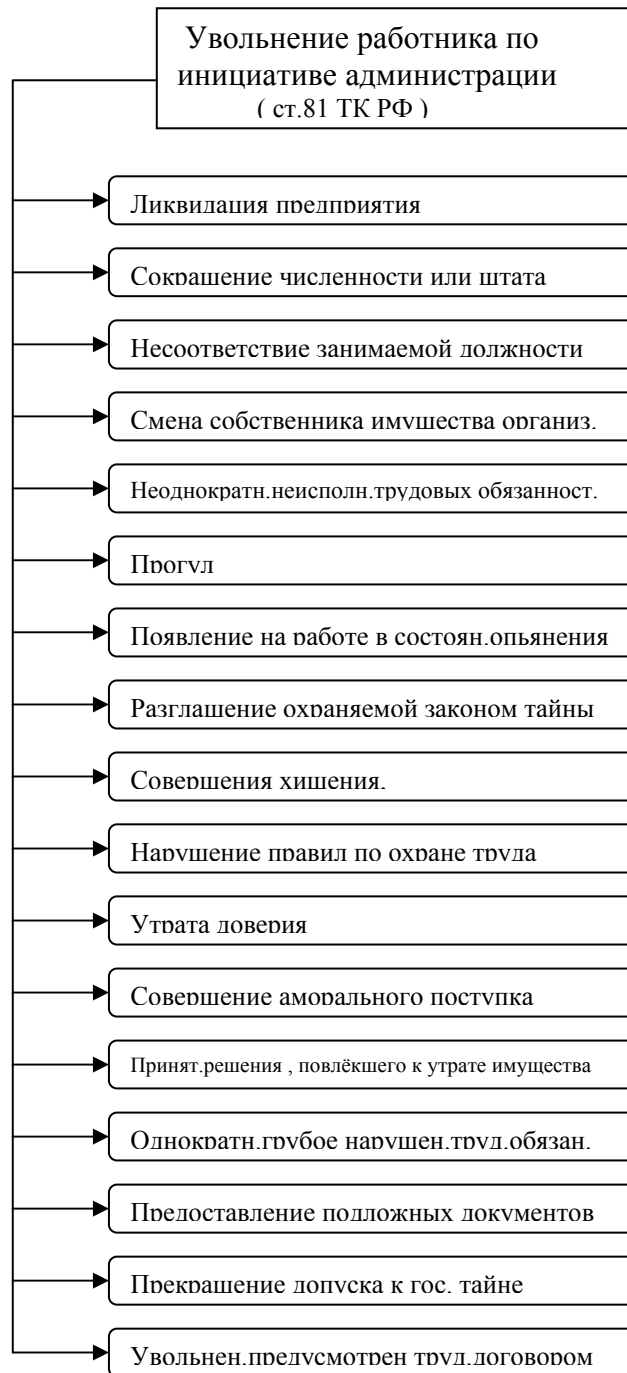 Увольнение работника по
инициативе администрации
( ст.81 ТК РФ )
Ликвидация предприятия
Сокращение численности или штата
Несоответствие занимаемой должности
Смена собственника имущества организ.
Неоднократн.неисполн.трудовых обязанност.
Прогул
Появление на работе в состоян.опьянения
Разглашение охраняемой законом тайны
Совершения хищения.
Нарушение правил по охране труда
Утрата доверия
Совершение аморального поступка
Принят.решения , повлёкшего к утрате имущества
Однократн.грубое нарушен.труд.обязан.
Предоставление подложных документов
Прекращение допуска к гос. тайне
Увольнен.предусмотрен труд.договором